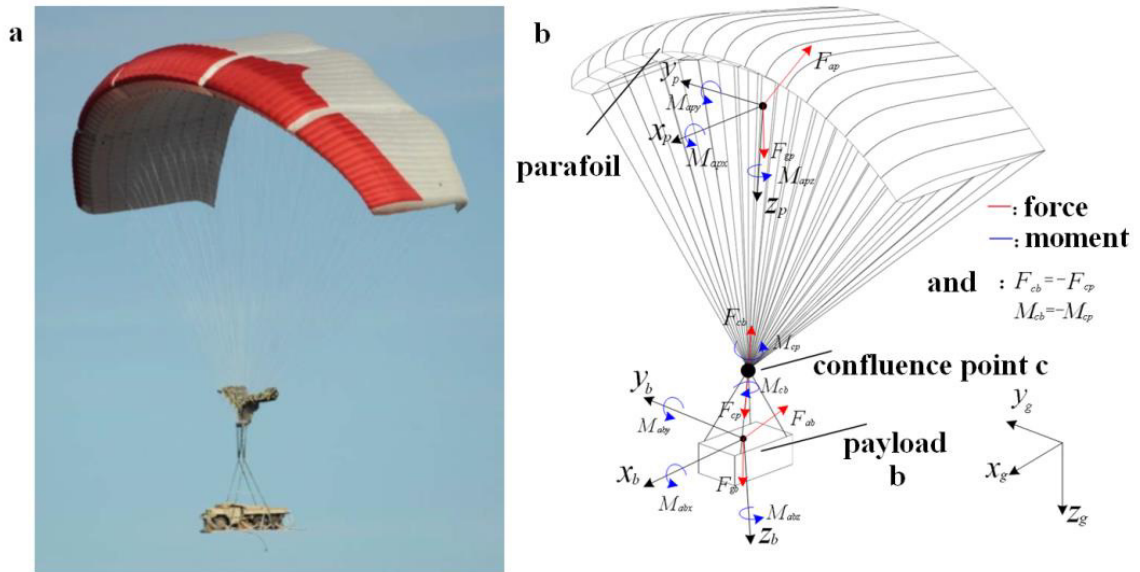 a
b
F_ap
y_p
M_apy
x_p
M_apx
F_gp
M_apz
z_p
parafoil
: force
: moment
and : F_cb=-F_cp
M_cb=-M_cp
F_cb
M_cp
confluence point c
M_cb
y_b
F_cp
F_ab
M_aby
payload
b
x_b
F_gb
M_abx
M_abz
z_b
y_g
x_g
z_g